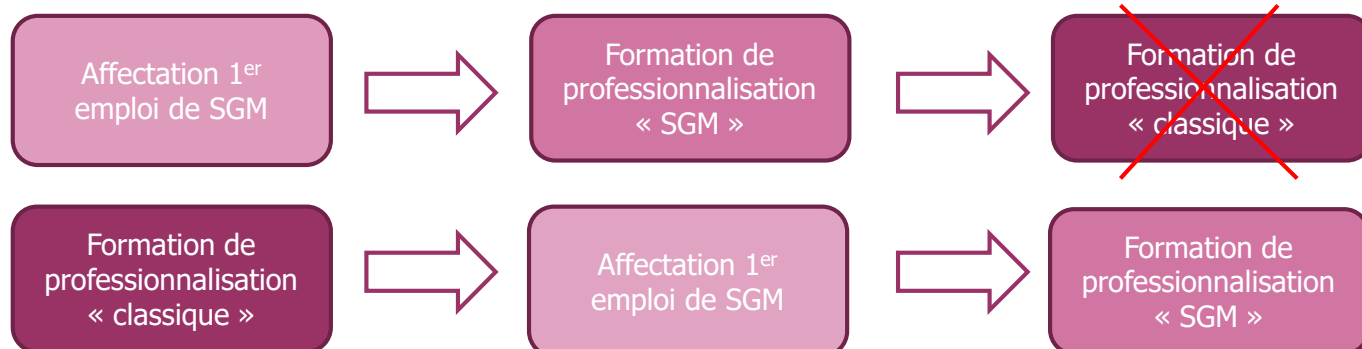 Affectation 1er
emploi de SGM
Formation de
professionnalisation
« SGM »
Formation de
professionnalisation
« classique »
Formation de
professionnalisation
« classique »
Affectation 1er
emploi de SGM
Formation de
professionnalisation
« SGM »